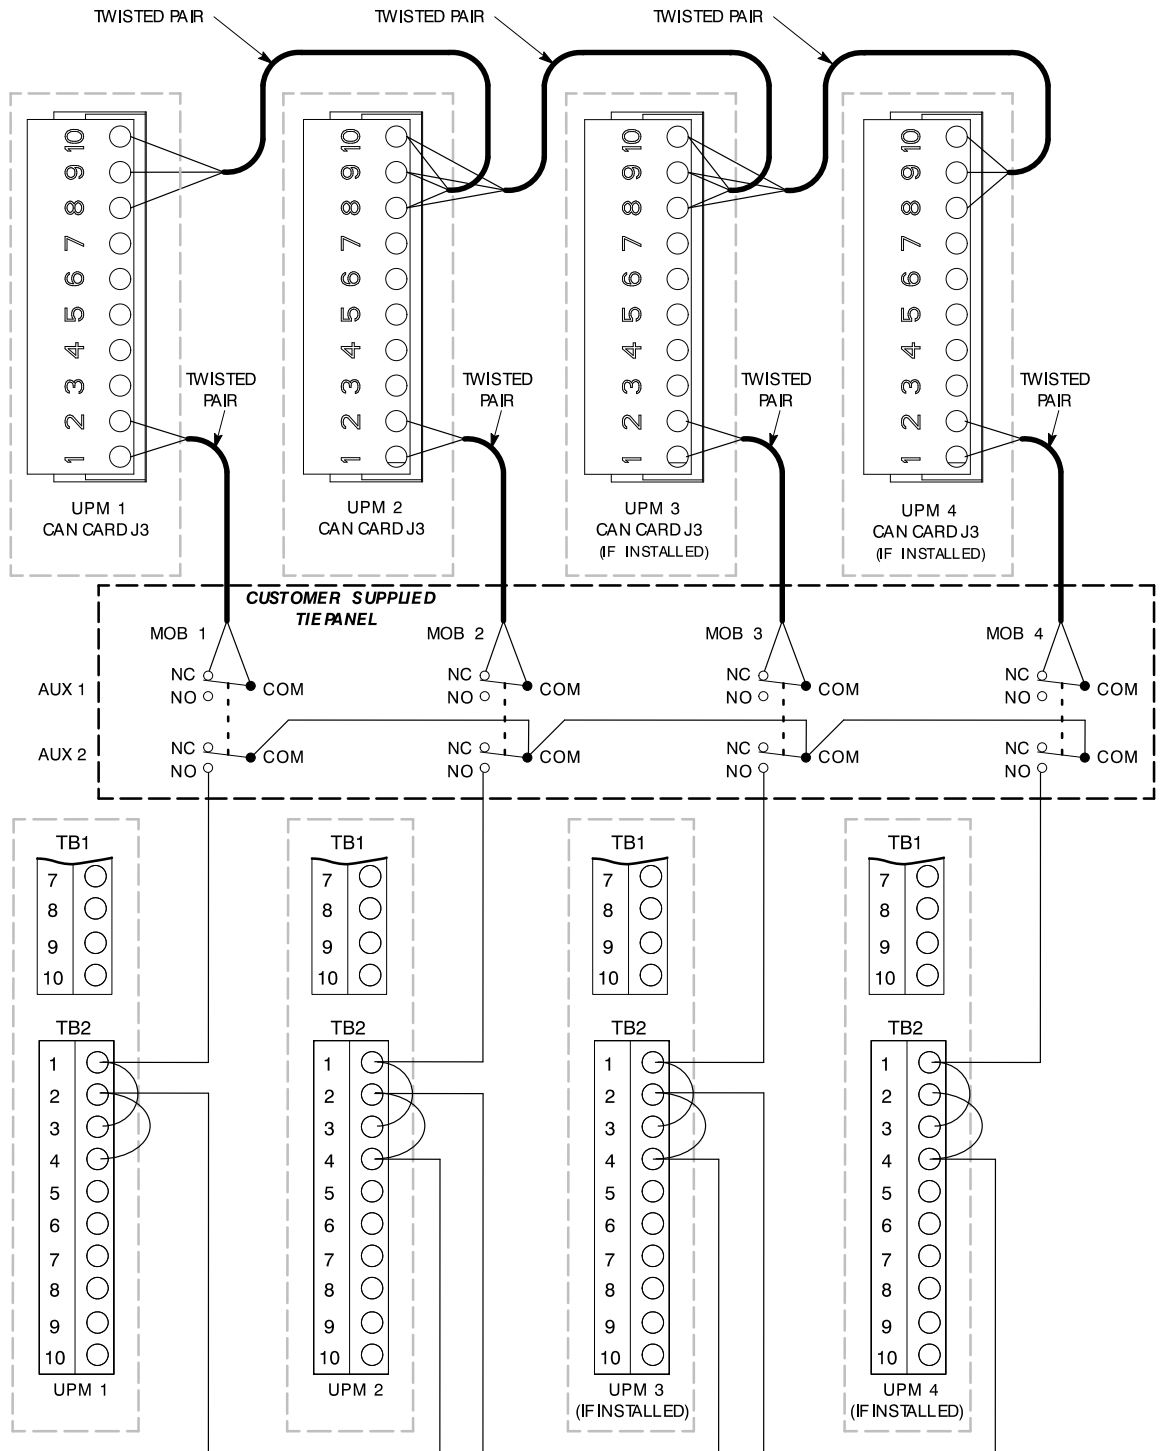 TWISTED PAIR TWISTED PAIR TWISTED PAIR
10 10 10 10
9 9 9 9
8 8 8 8
7 7 7 7
6 6 6 6
5 5 5 5
4 4 4 4
3 3 3 3
2 2 2 2
1 1 1 1
TWISTED PAIR TWISTED PAIR TWISTED PAIR TWISTED PAIR
UPM 1 UPM 2 UPM 3 UPM 4
CAN CARD J3 CAN CARD J3 CAN CARD J3 CAN CARD J3
(IF INSTALLED) (IF INSTALLED)
CUSTOMER SUPPLIED
TIE PANEL
MOB 1 MOB 2 MOB 3 MOB 4
AUX 1 NC COM NC COM NC COM NC COM
NO NO NO NO
AUX 2 NC COM NC COM NC COM NC COM
NO NO NO NO
TB1 TB1 TB1 TB1
7 7 7 7
8 8 8 8
9 9 9 9
10 10 10 10
TB2 TB2 TB2 TB2
1 1 1 1
2 2 2 2
3 3 3 3
4 4 4 4
5 5 5 5
6 6 6 6
7 7 7 7
8 8 8 8
9 9 9 9
10 10 10 10
UPM 1 UPM 2 UPM 3 UPM 4
(IF INSTALLED) (IF INSTALLED)